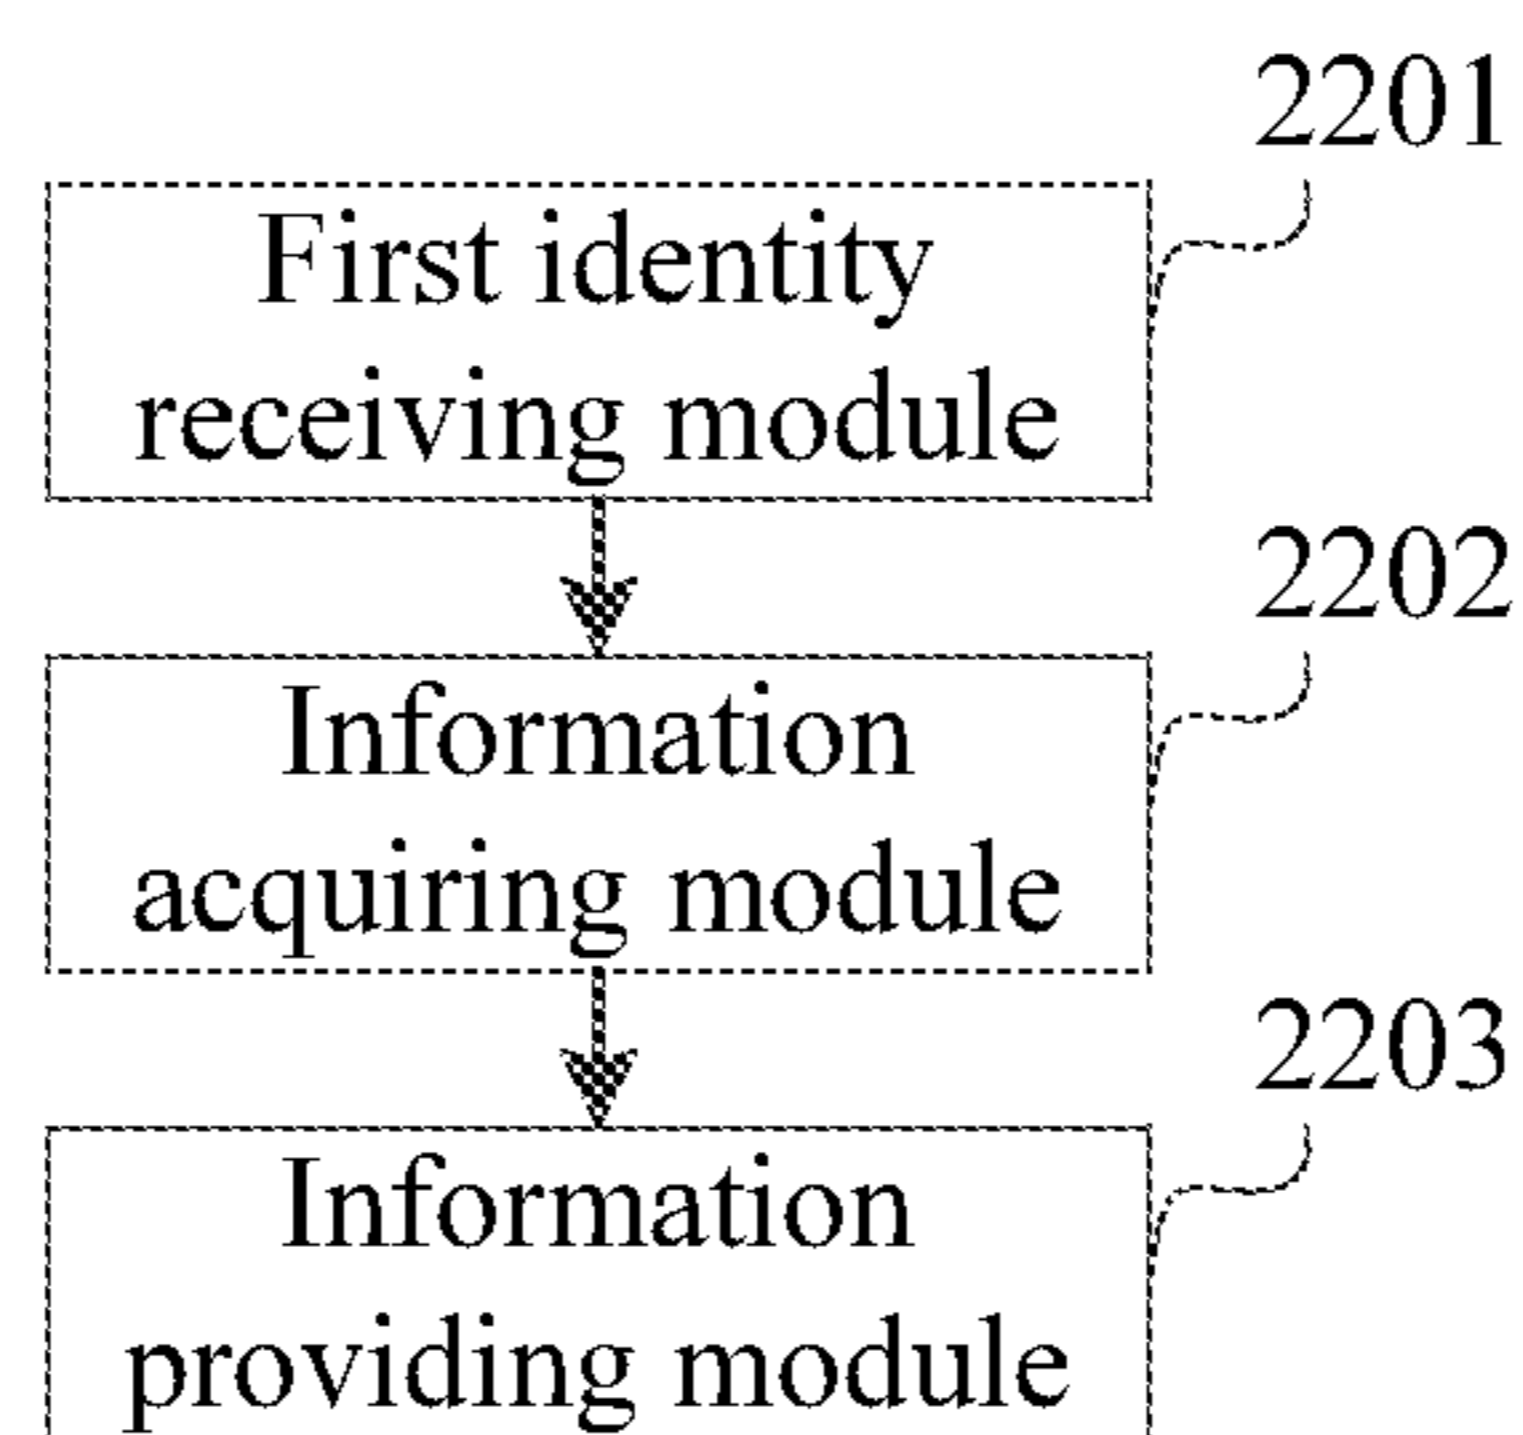 2201
First identity
receiving module
2202
Information
acquiring module
2203
Information
providing module